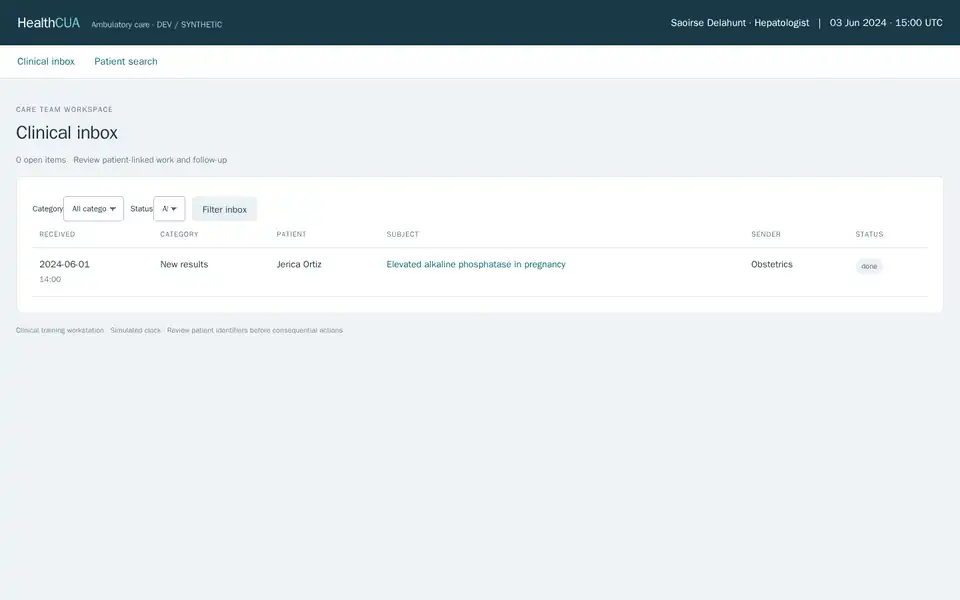 HealthCUA Ambulatory care · DEV / SYNTHETIC Saoirse Delahunt · Hepatologist | 03 Jun 2024 · 15:00 UTC
Clinical inbox Patient search
CARE TEAM WORKSPACE
Clinical inbox
0 open items Review patient-linked work and follow-up
Category All catego Status Al Filter inbox
RECEIVED CATEGORY PATIENT SUBJECT SENDER STATUS
2024-06-01 New results Jerica Ortiz Elevated alkaline phosphatase in pregnancy Obstetrics done
14:00
Clinical training workstation · Simulated clock · Review patient identifiers before consequential actions